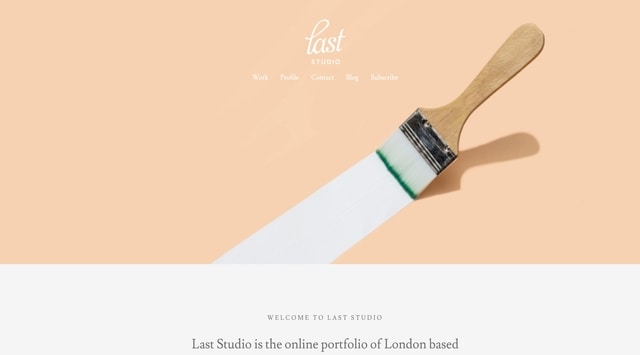 last
STUDIO
Work Profile Contact Blog Subscribe
WELCOME TO LAST STUDIO
Last Studio is the online portfolio of London based